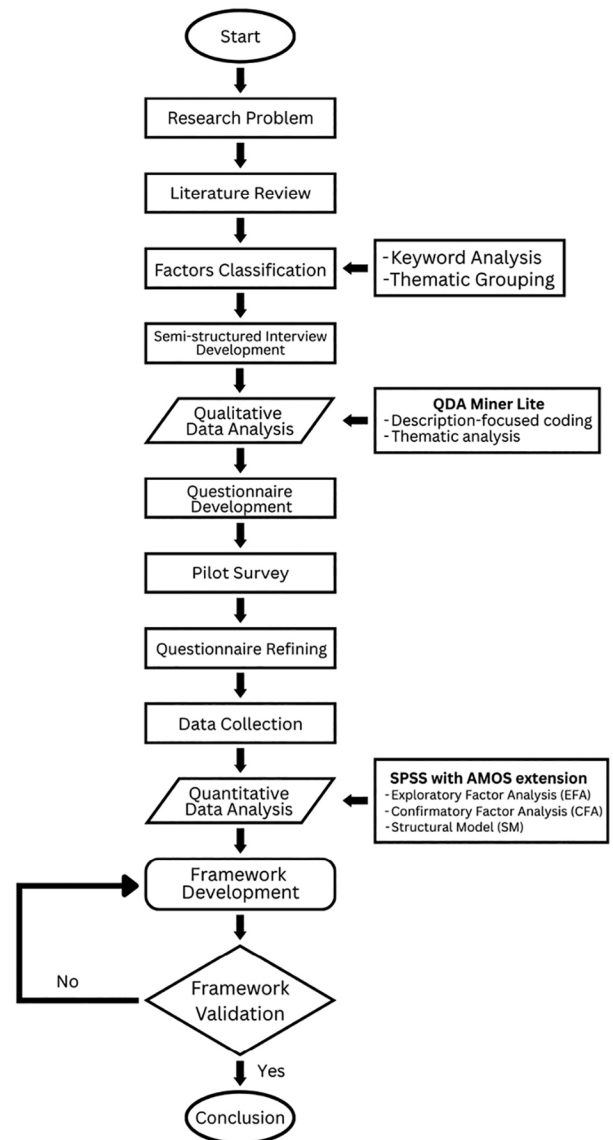 Start
Research Problem
Literature Review
Factors Classification
-Keyword Analysis
-Thematic Grouping
Semi-structured Interview
Development
Qualitative
Data Analysis
QDA Miner Lite
-Description-focused coding
-Thematic analysis
Questionnaire
Development
Pilot Survey
Questionnaire Refining
Data Collection
Quantitative
Data Analysis
SPSS with AMOS extension
-Exploratory Factor Analysis (EFA)
-Confirmatory Factor Analysis (CFA)
-Structural Model (SM)
Framework
Development
No
Framework
Validation
Yes
Conclusion